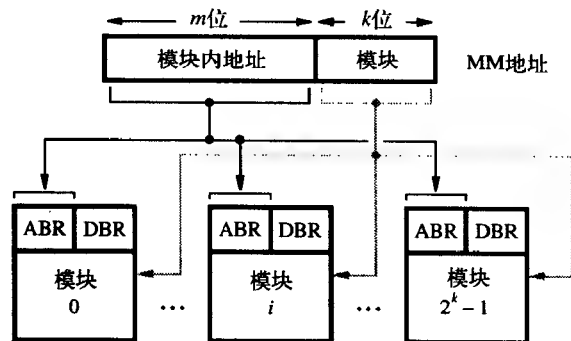 m位 k位
模块内地址 模块 MM地址
ABR DBR ABR DBR ABR DBR
模块 模块 模块
0 … i … 2^k − 1